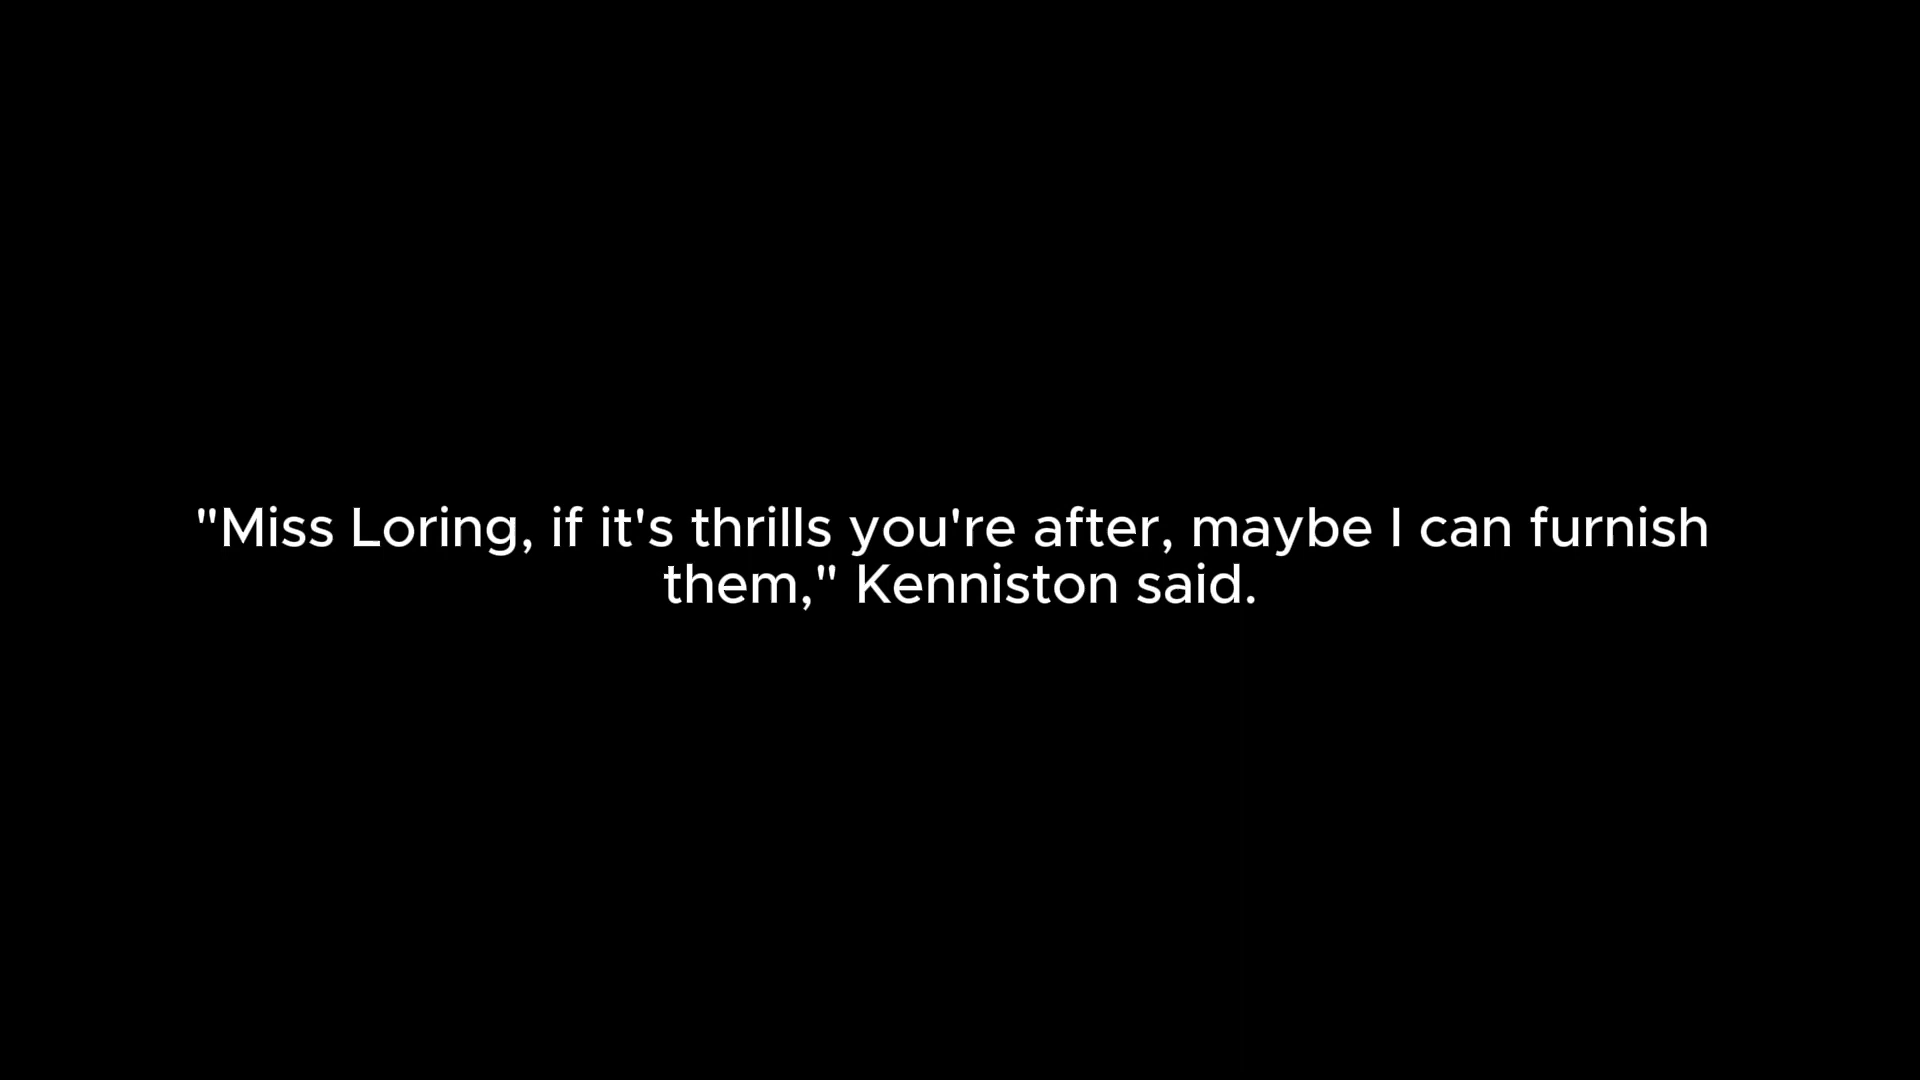 "Miss Loring, if it's thrills you're after, maybe I can furnish
them," Kenniston said.